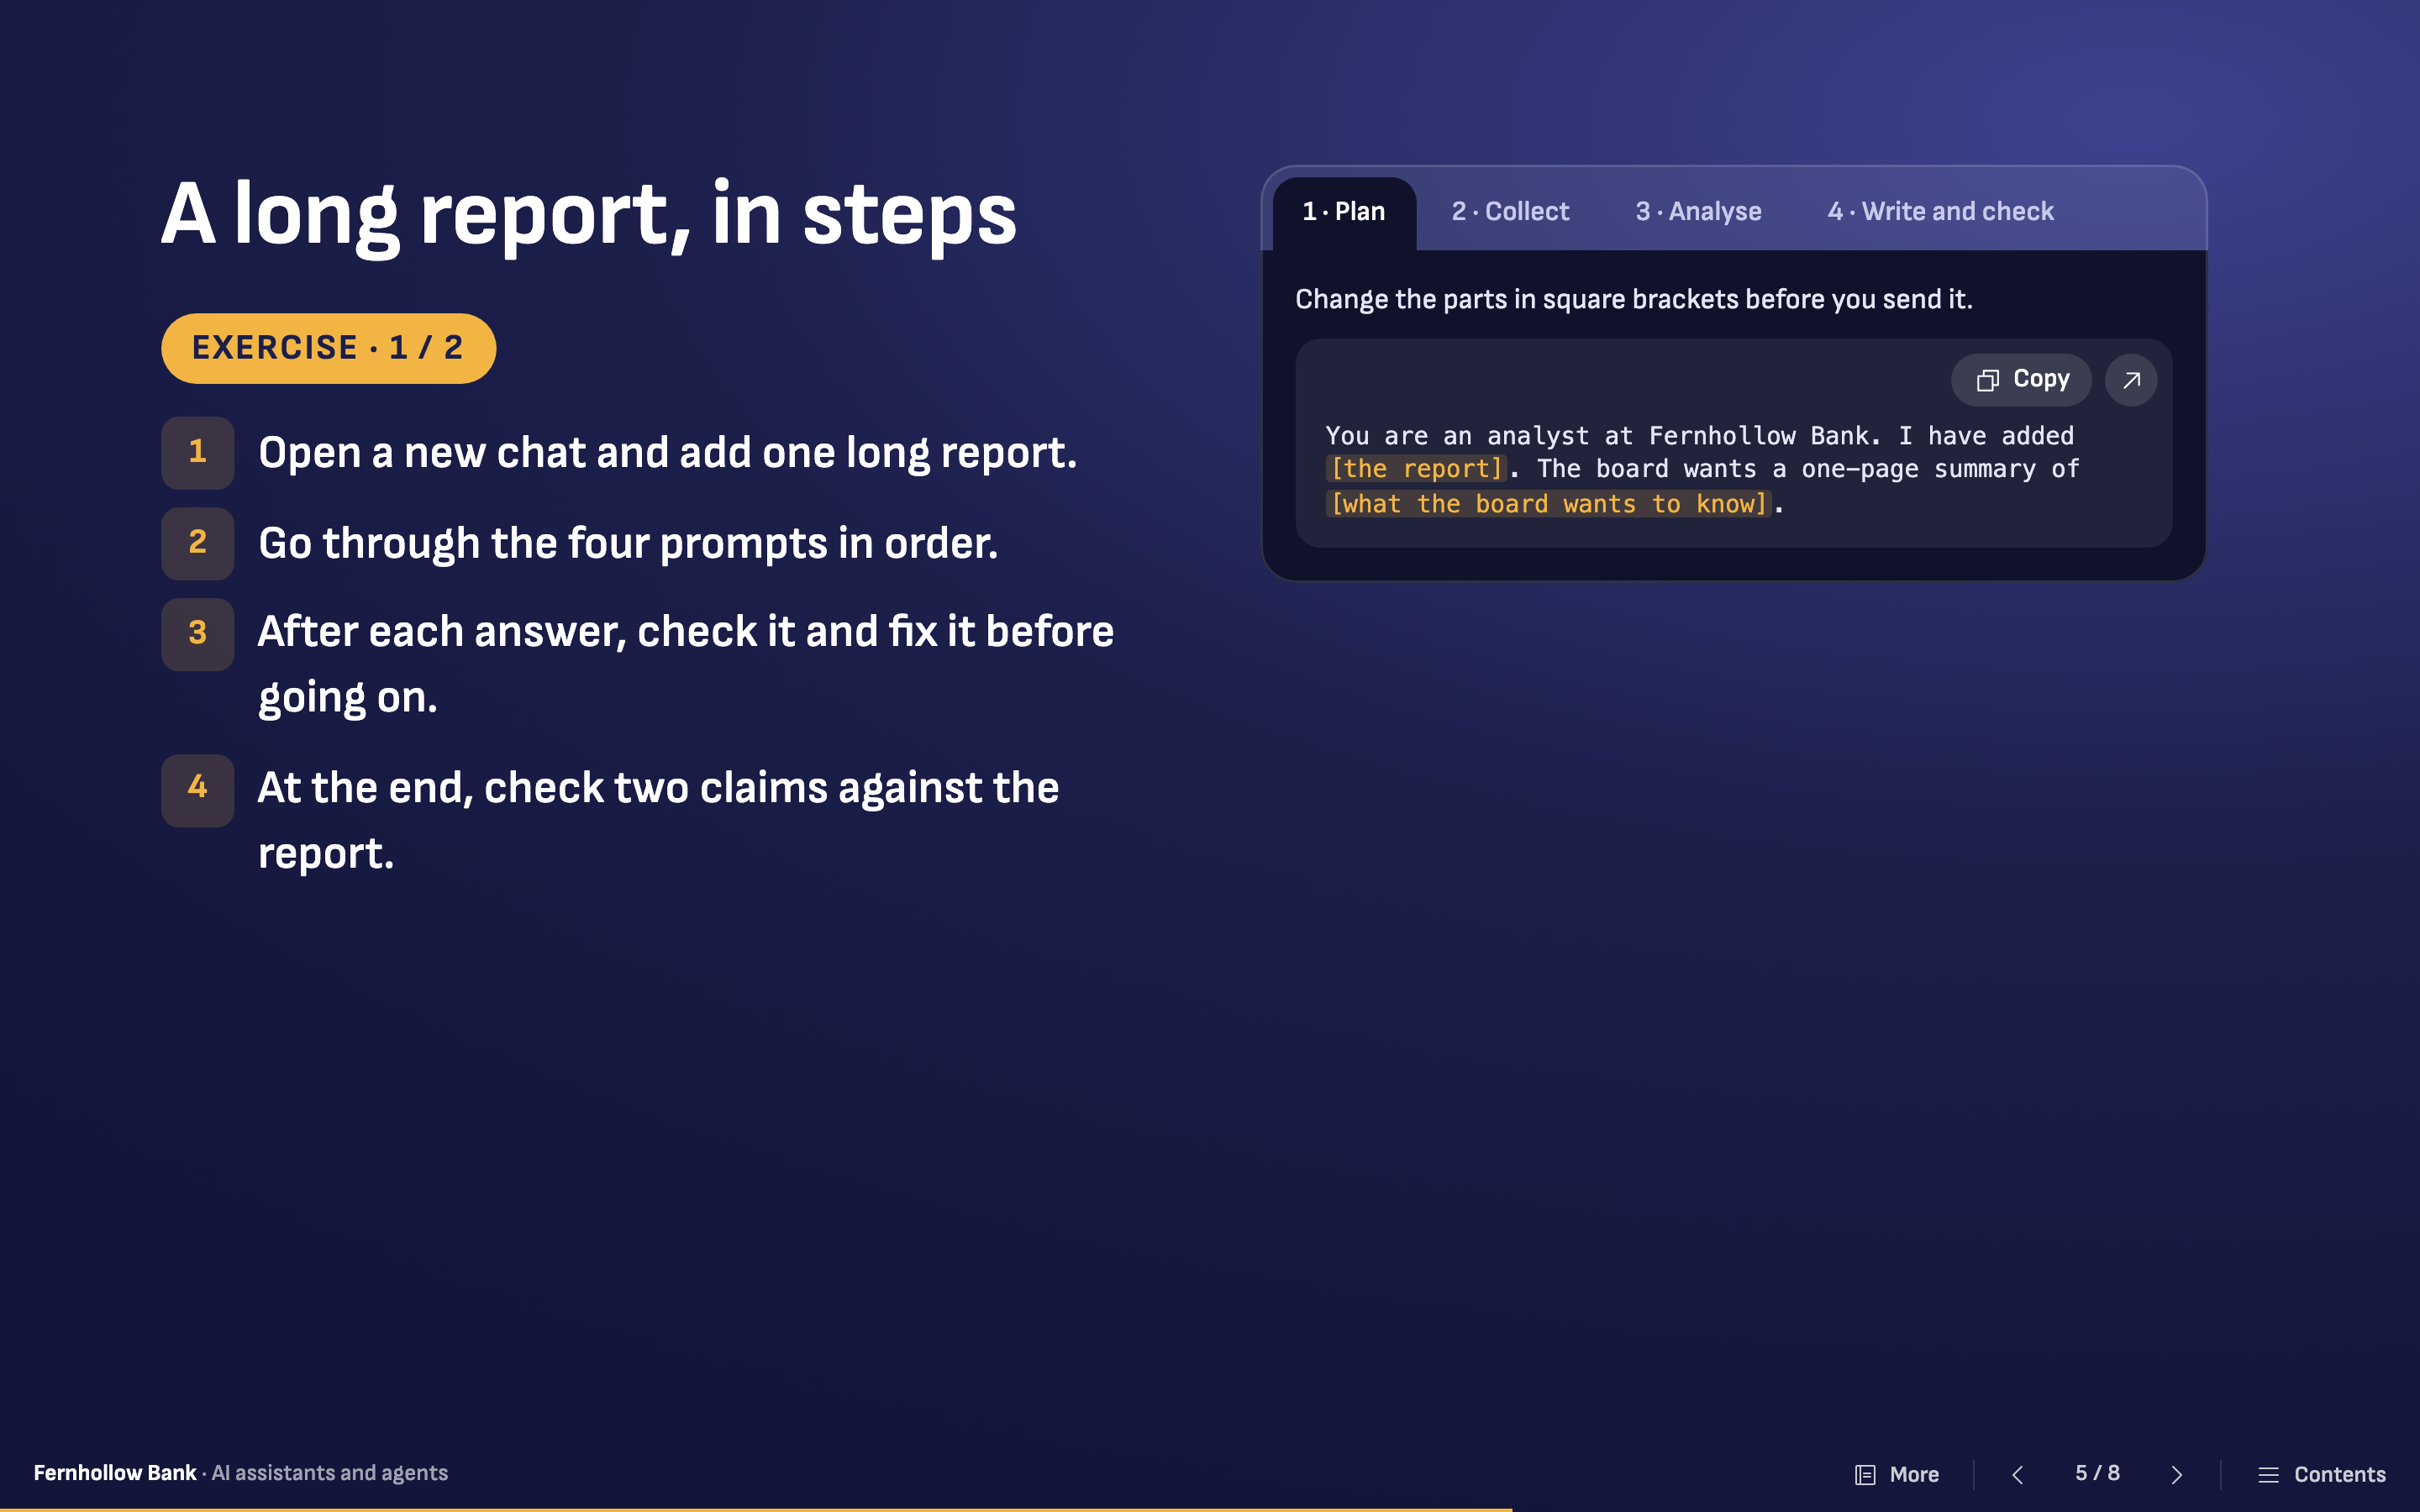 A long report, in steps
EXERCISE · 1 / 2
1 Open a new chat and add one long report.
2 Go through the four prompts in order.
3 After each answer, check it and fix it before
going on.
4 At the end, check two claims against the
report.
1 · Plan 2 · Collect 3 · Analyse 4 · Write and check
Change the parts in square brackets before you send it.
Copy
You are an analyst at Fernhollow Bank. I have added
[the report]. The board wants a one-page summary of
[what the board wants to know].
Fernhollow Bank · AI assistants and agents
More 5 / 8 Contents